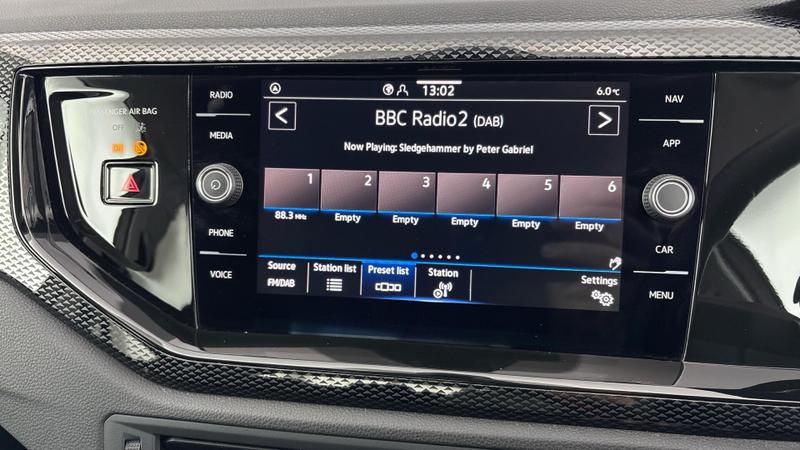 PASSENGER AIR BAG
OFF
ON
RADIO
MEDIA
PHONE
VOICE
13:02
6.0°C
BBC Radio2 (DAB)
Now Playing: Sledgehammer by Peter Gabriel
1
2
3
4
5
6
88.3 MHz
Empty
Empty
Empty
Empty
Empty
Source
FM/DAB
Station list
Preset list
Station
Settings
NAV
APP
CAR
MENU